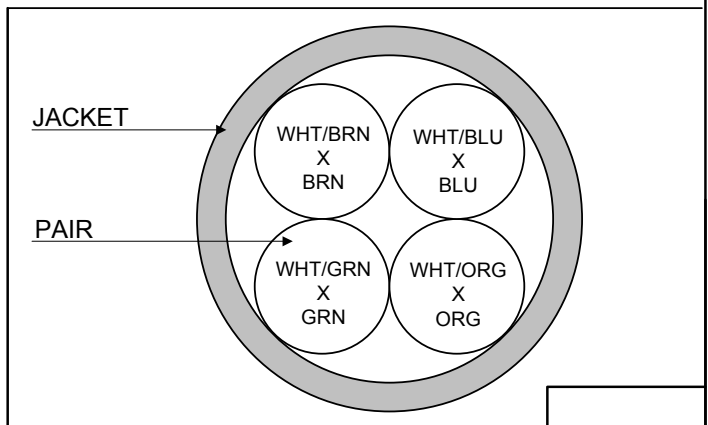 JACKET
WHT/BRN
X
BRN
WHT/BLU
X
BLU
PAIR
WHT/GRN
X
GRN
WHT/ORG
X
ORG